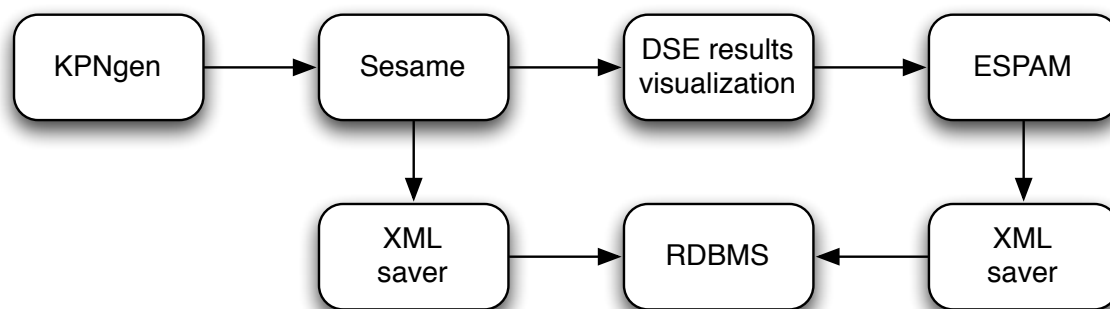 KPNgen
Sesame
DSE results
visualization
ESPAM
XML
saver
RDBMS
XML
saver